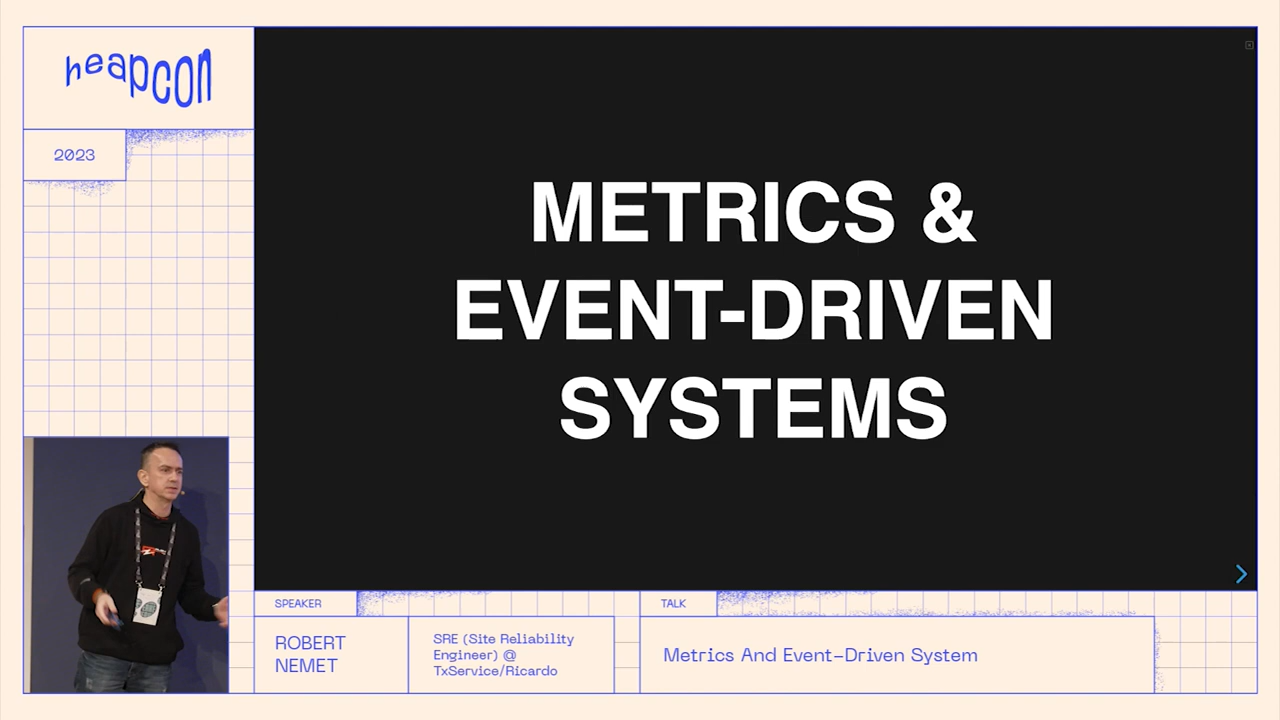 heapcon
2023
METRICS &
EVENT-DRIVEN
SYSTEMS
SPEAKER
ROBERT
NEMET
SRE (Site Reliability
Engineer) @
TxService/Ricardo
TALK
Metrics And Event-Driven System